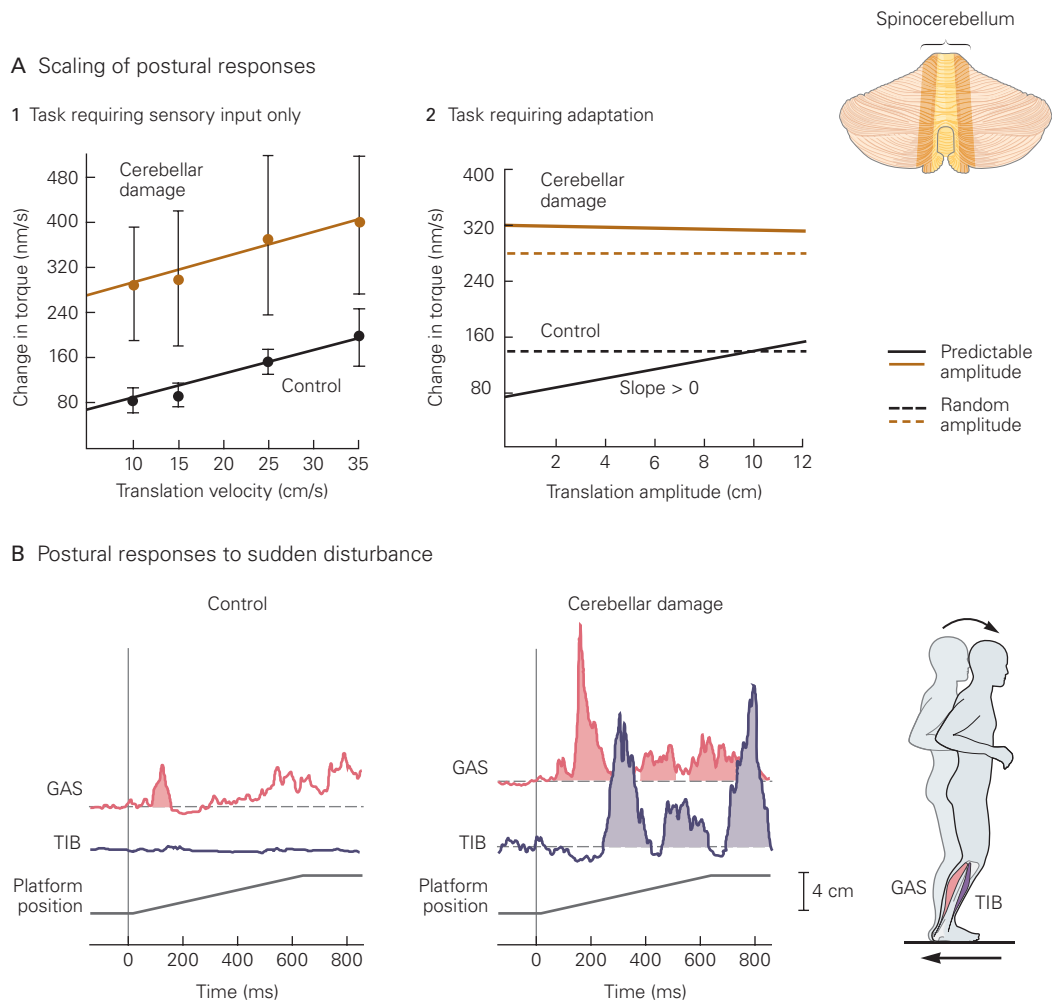 Spinocerebellum
A Scaling of postural responses
1 Task requiring sensory input only
Cerebellar
damage
Change in torque (nm/s)
480
400
320
240
160
80
Control
10 15 20 25 30 35
Translation velocity (cm/s)
2 Task requiring adaptation
Cerebellar
damage
Change in torque (nm/s)
400
320
240
160
80
Control
Slope > 0
2 4 6 8 10 12
Translation amplitude (cm)
Predictable
amplitude
Random
amplitude
B Postural responses to sudden disturbance
Control
GAS
TIB
Platform
position
0 200 400 600 800
Time (ms)
Cerebellar damage
GAS
TIB
Platform
position
4 cm
0 200 400 600 800
Time (ms)
GAS
TIB